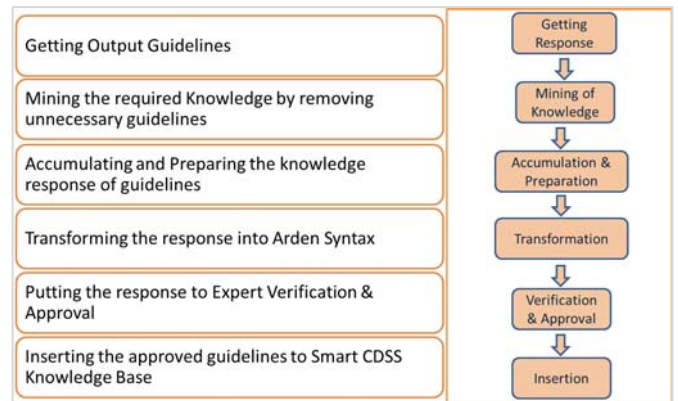 Getting Output Guidelines
Mining the required Knowledge by removing
unnecessary guidelines
Accumulating and Preparing the knowledge
response of guidelines
Transforming the response into Arden Syntax
Putting the response to Expert Verification &
Approval
Inserting the approved guidelines to Smart CDSS
Knowledge Base
Getting
Response
Mining of
Knowledge
Accumulation &
Preparation
Transformation
Verification
& Approval
Insertion